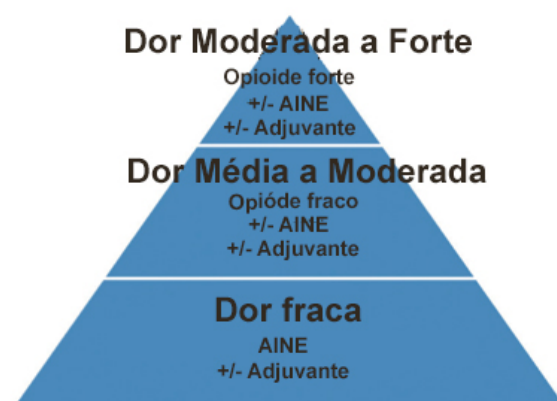 Dor Moderada a Forte
Opioide forte
+/- AINE
+/- Adjuvante
Dor Média a Moderada
Opióde fraco
+/- AINE
+/- Adjuvante
Dor fraca
AINE
+/- Adjuvante